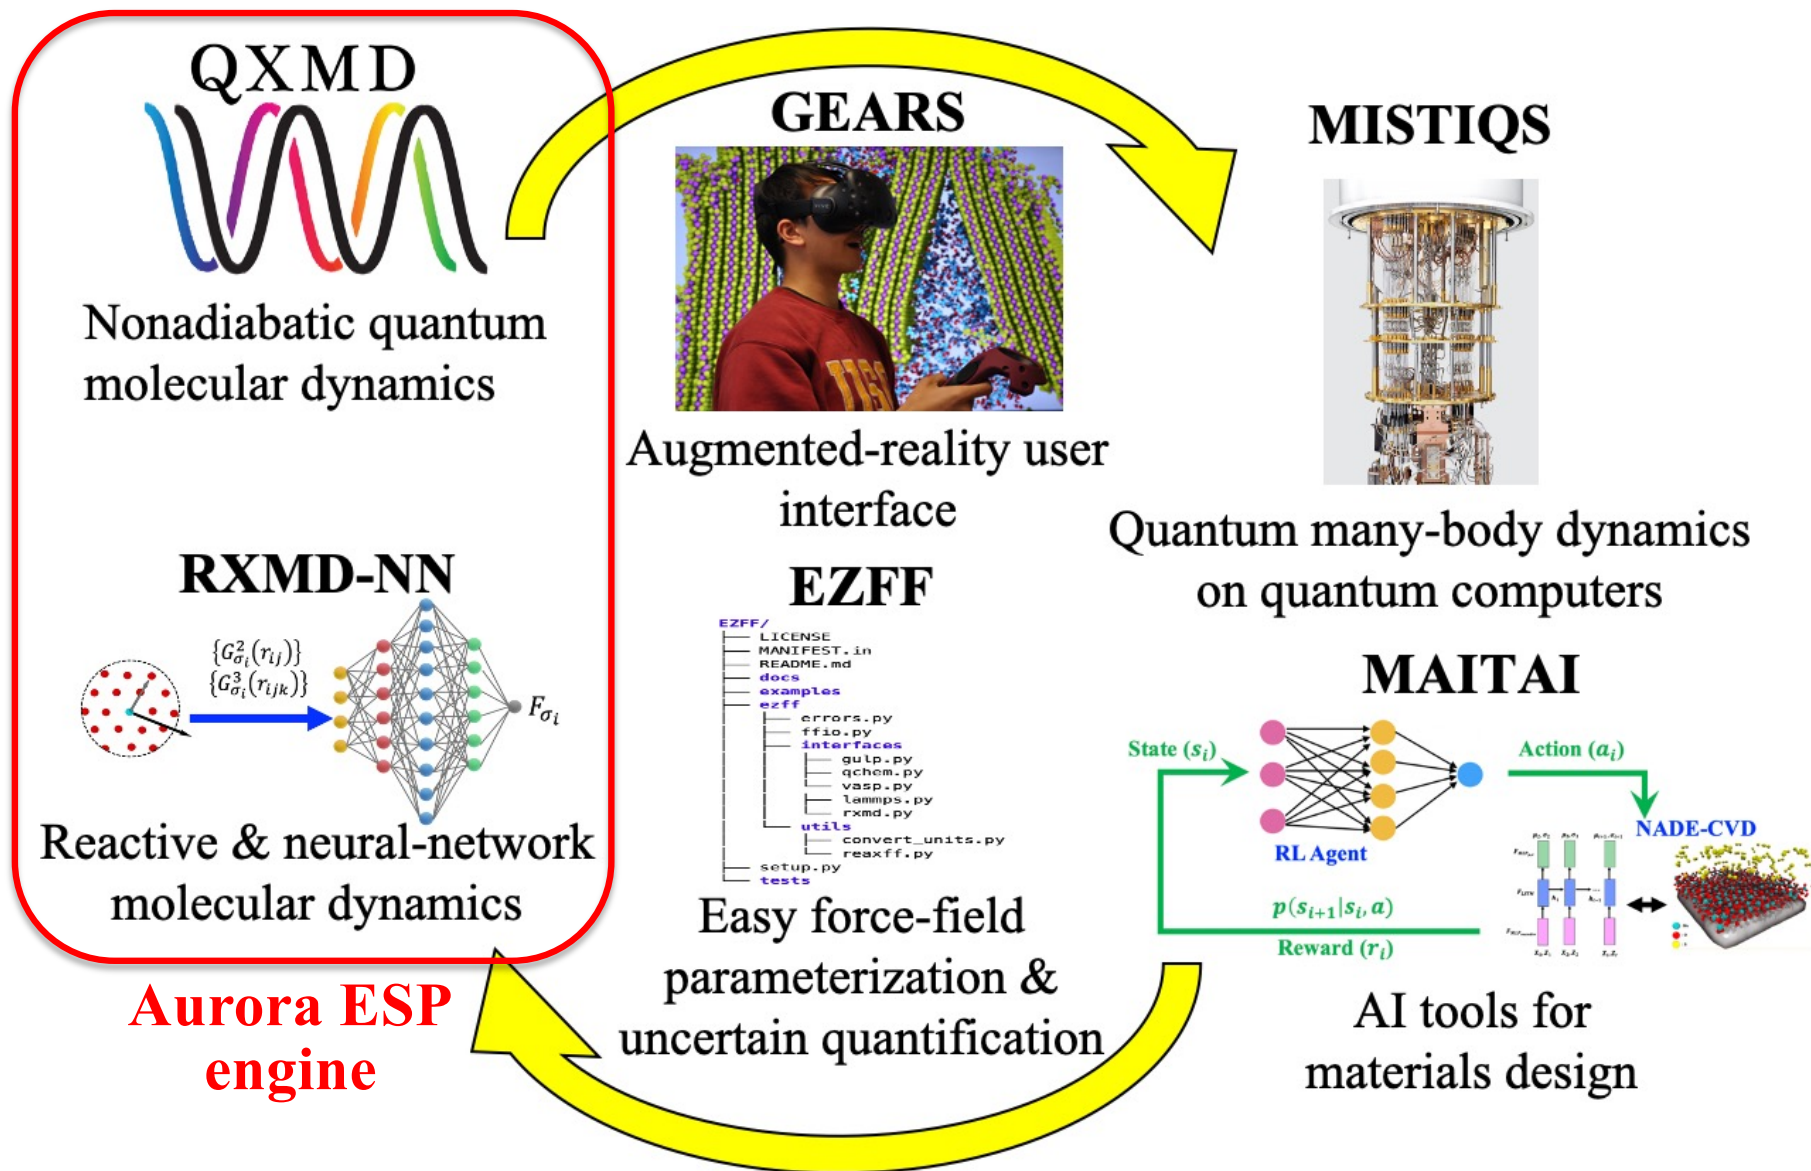 QXMD
Nonadiabatic quantum
molecular dynamics
GEARS
Augmented-reality user
interface
MISTIQS
Quantum many-body dynamics
on quantum computers
RXMD-NN
{G²σᵢ(rᵢⱼ)}
{G³σᵢ(rᵢⱼₖ)}
Fσᵢ
Reactive & neural-network
molecular dynamics
Aurora ESP
engine
EZFF
EZFF/
LICENSE
MANIFEST.in
README.md
docs
examples
ezff
errors.py
ffio.py
interfaces
gulp.py
qchem.py
vasp.py
lammps.py
rxmd.py
utils
convert_units.py
reaxff.py
setup.py
tests
Easy force-field
parameterization &
uncertain quantification
MAITAI
State (sᵢ)
Action (aᵢ)
RL Agent
NADE-CVD
p(sᵢ₊₁|sᵢ, a)
Reward (rᵢ)
AI tools for
materials design